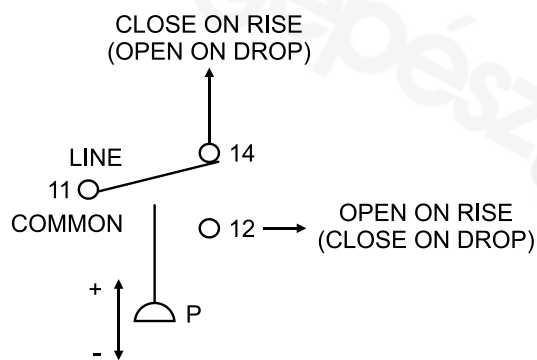 CLOSE ON RISE
(OPEN ON DROP)
LINE
14
11
COMMON
12
OPEN ON RISE
(CLOSE ON DROP)
+
P
-